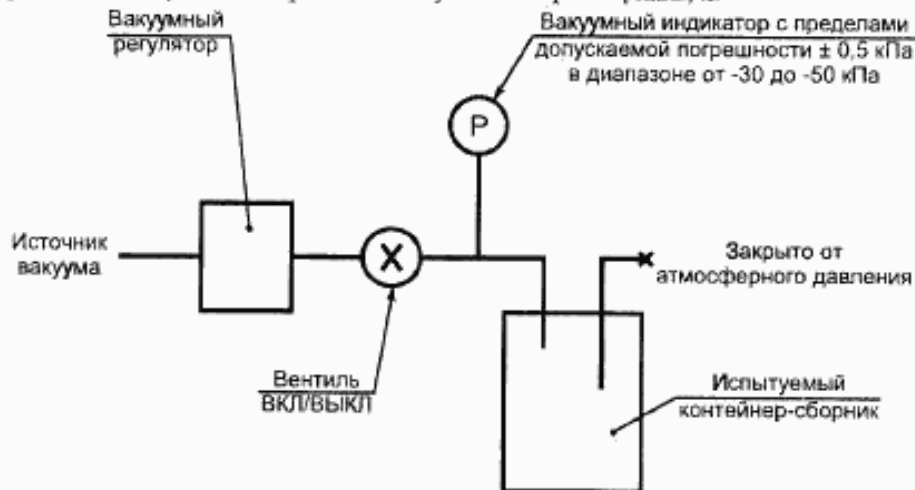 Вакуумный
регулятор
Вакуумный индикатор с пределами
допускаемой погрешности ± 0,5 кПа
в диапазоне от -30 до -50 кПа
P
Источник
вакуума
X
Закрыто от
атмосферного давления
Вентиль
ВКЛ/ВЫКЛ
Испытуемый
контейнер-сборник